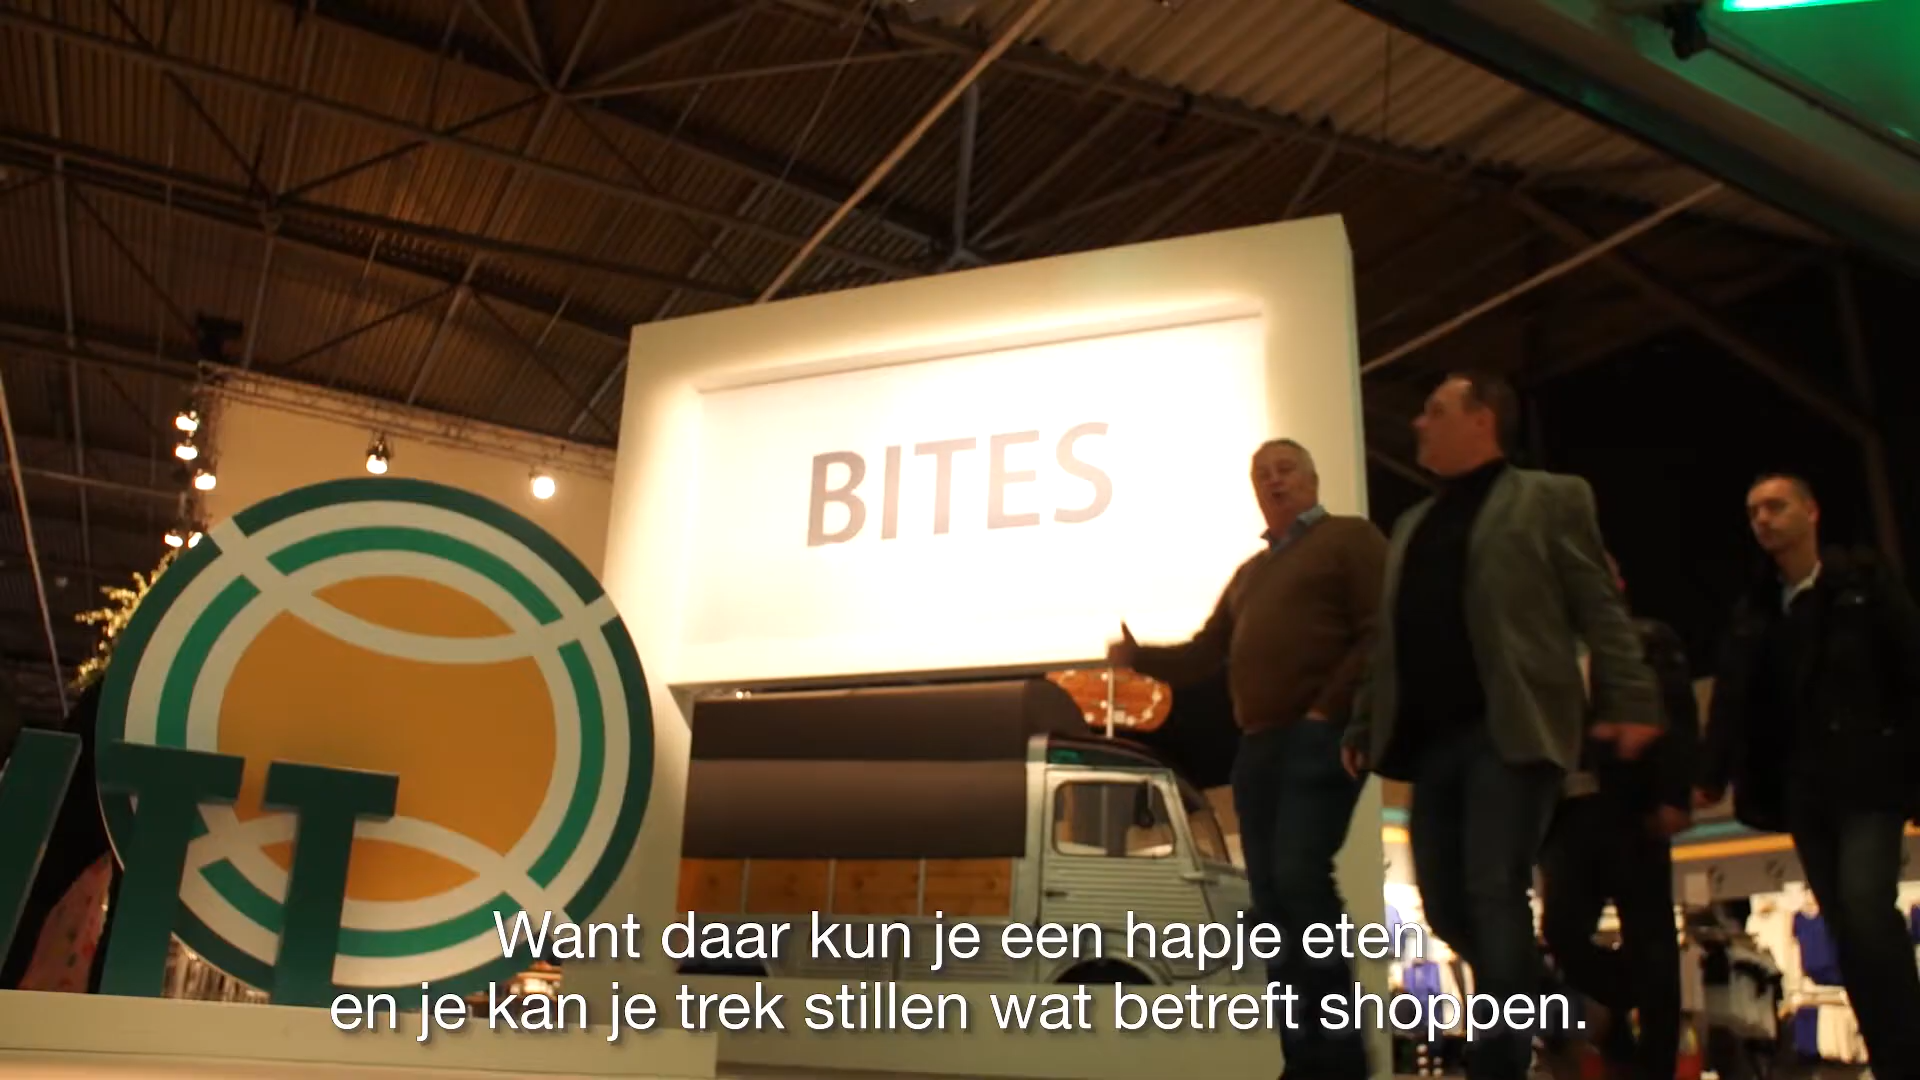 BITES
Want daar kun je een hapje eten
en je kan je trek stillen wat betreft shoppen.